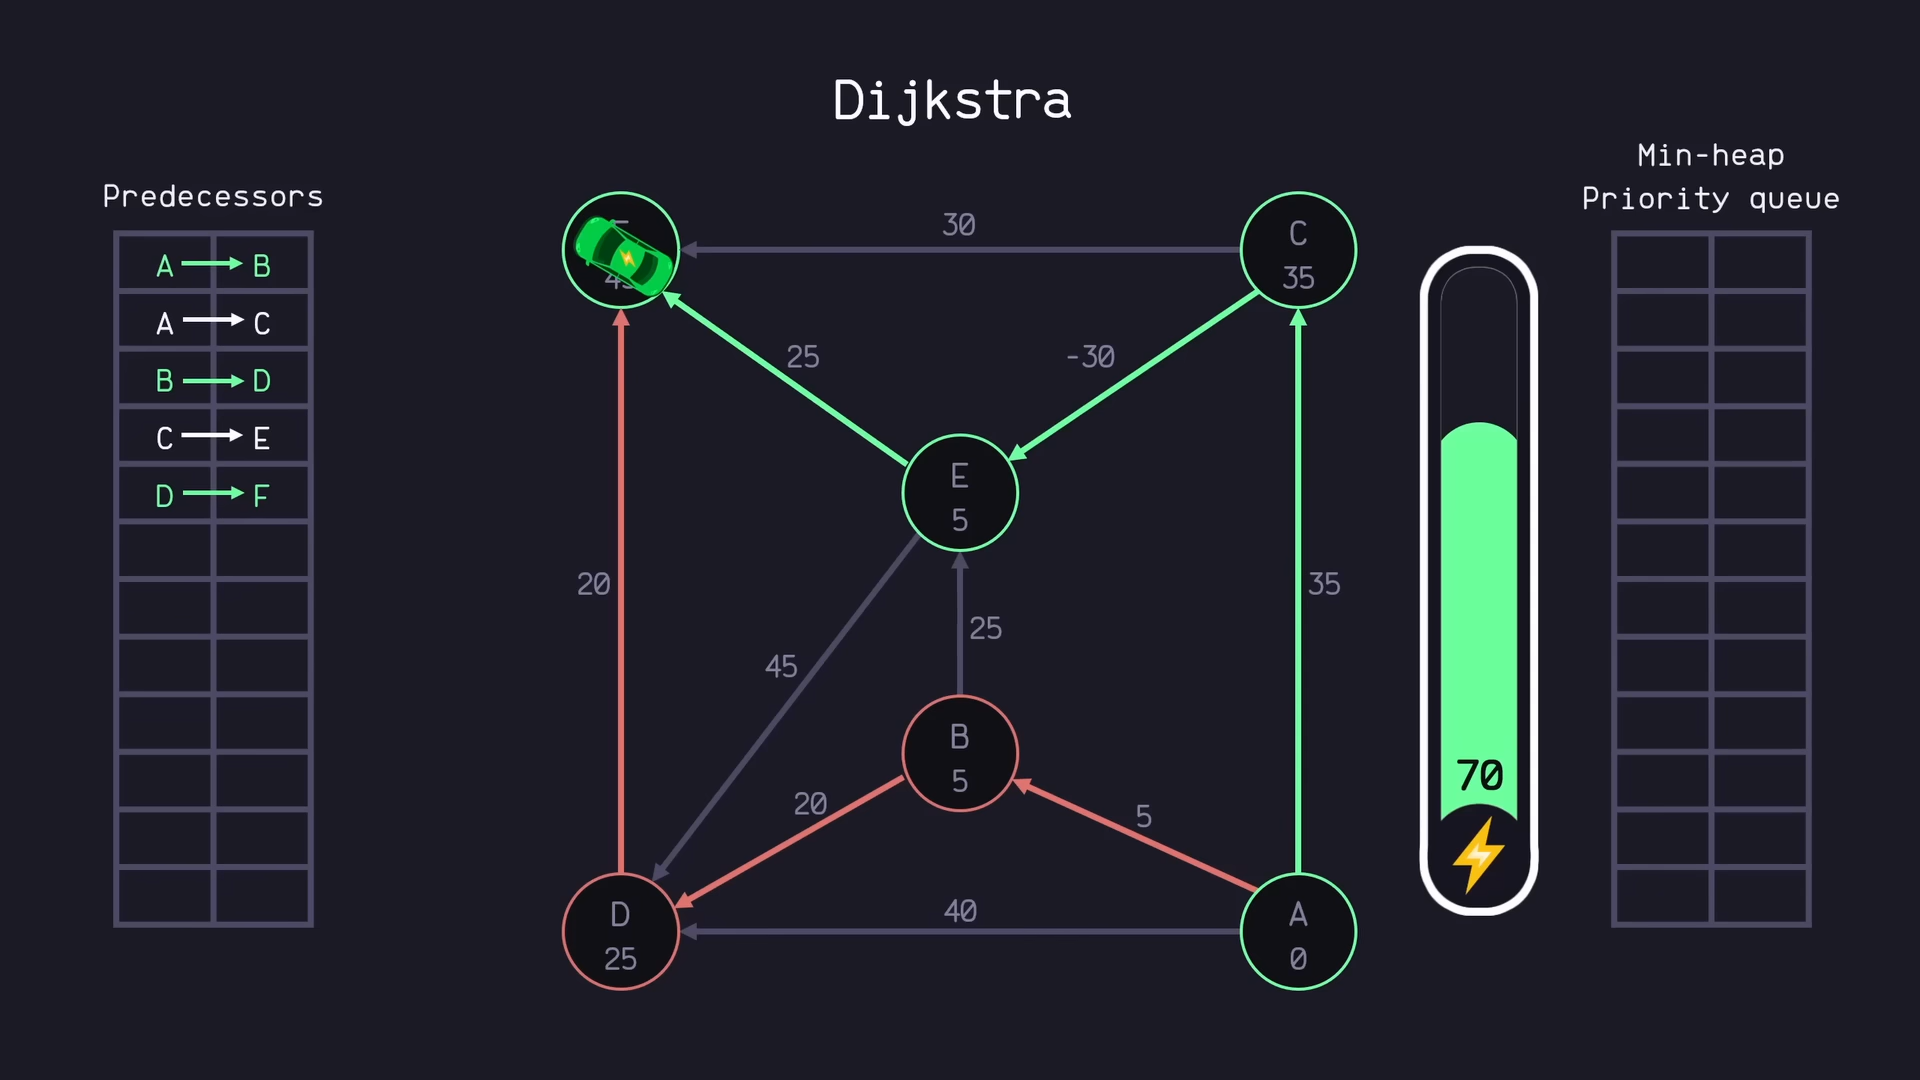 Dijkstra
Min-heap
Priority queue
Predecessors
A B
A C
B D
C E
D F
30
C
35
25
-30
E
5
20
35
25
45
B
5
20
5
70
D
25
40
A
0